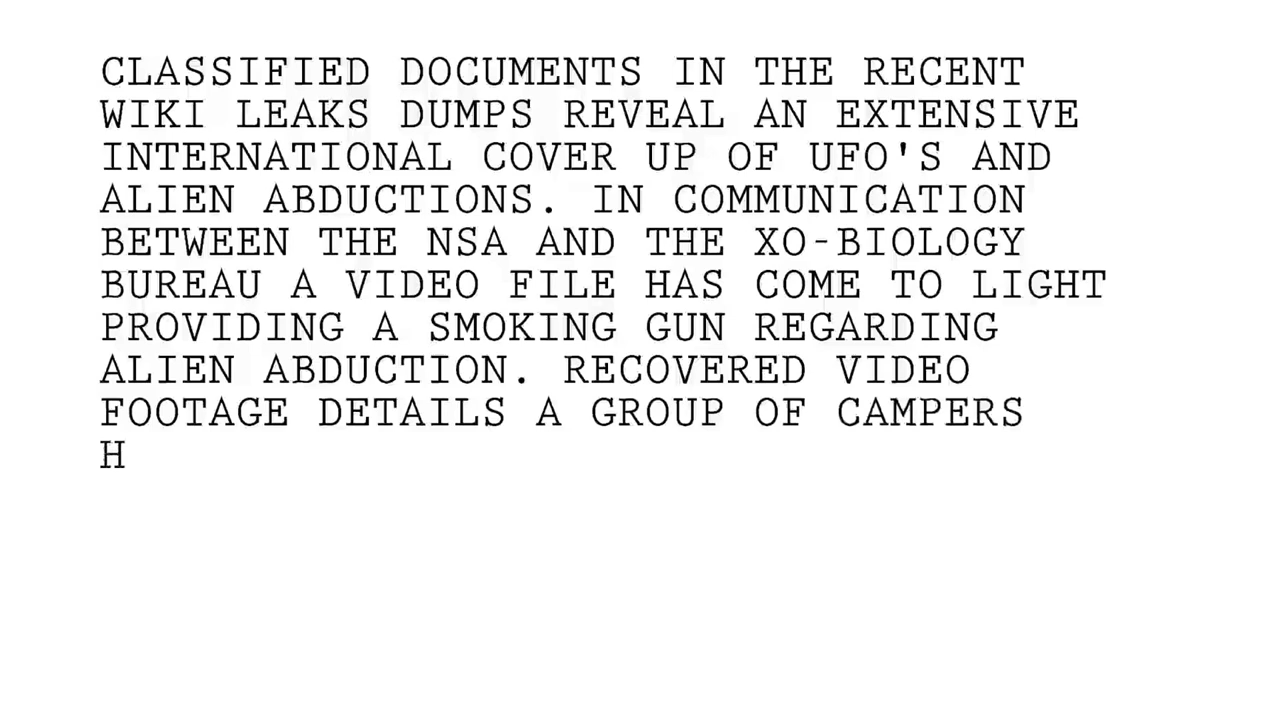 CLASSIFIED DOCUMENTS IN THE RECENT
WIKI LEAKS DUMPS REVEAL AN EXTENSIVE
INTERNATIONAL COVER UP OF UFO'S AND
ALIEN ABDUCTIONS. IN COMMUNICATION
BETWEEN THE NSA AND THE XO-BIOLOGY
BUREAU A VIDEO FILE HAS COME TO LIGHT
PROVIDING A SMOKING GUN REGARDING
ALIEN ABDUCTION. RECOVERED VIDEO
FOOTAGE DETAILS A GROUP OF CAMPERS
H